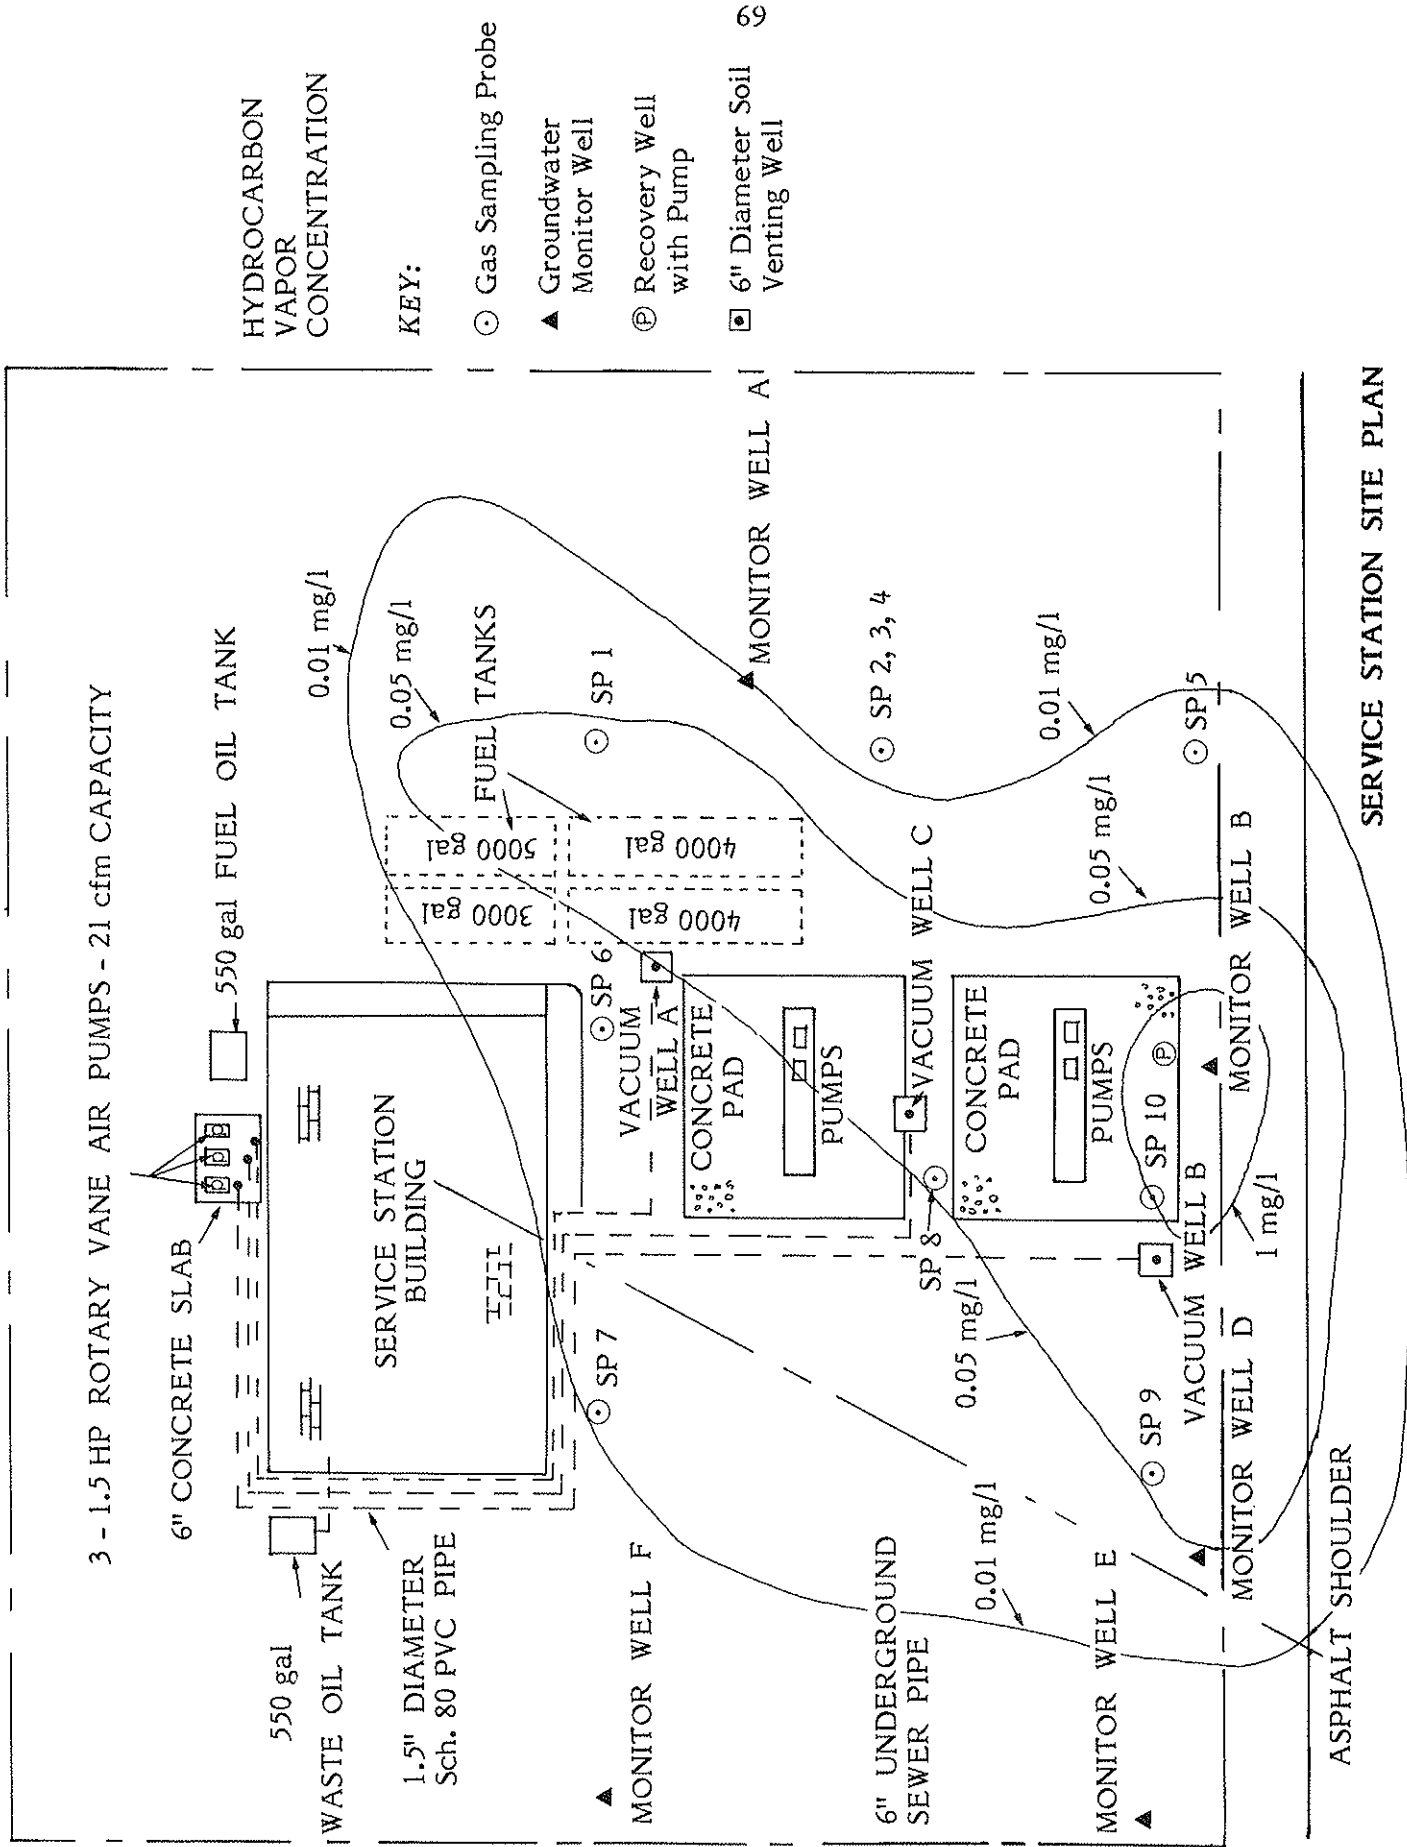 3 - 1.5 HP ROTARY VANE AIR PUMPS - 21 cfm CAPACITY
6" CONCRETE SLAB
550 gal FUEL OIL TANK
550 gal
WASTE OIL TANK
1.5" DIAMETER
Sch. 80 PVC PIPE
SERVICE STATION
BUILDING
0.01 mg/l
0.05 mg/l
FUEL TANKS
3000 gal
5000 gal
4000 gal
4000 gal
SP 7
SP 6
SP 1
VACUUM
WELL A
MONITOR WELL F
CONCRETE
PAD
PUMPS
MONITOR WELL A
SP 2, 3, 4
VACUUM WELL C
SP 8
0.05 mg/l
6" UNDERGROUND
SEWER PIPE
0.01 mg/l
CONCRETE
PAD
PUMPS
0.01 mg/l
0.05 mg/l
MONITOR WELL E
SP 9
SP 10
P
SP 5
VACUUM WELL B
MONITOR WELL D
MONITOR WELL B
1 mg/l
ASPHALT SHOULDER
SERVICE STATION SITE PLAN
HYDROCARBON
VAPOR
CONCENTRATION
KEY:
Gas Sampling Probe
Groundwater
Monitor Well
P Recovery Well
with Pump
6" Diameter Soil
Venting Well
69